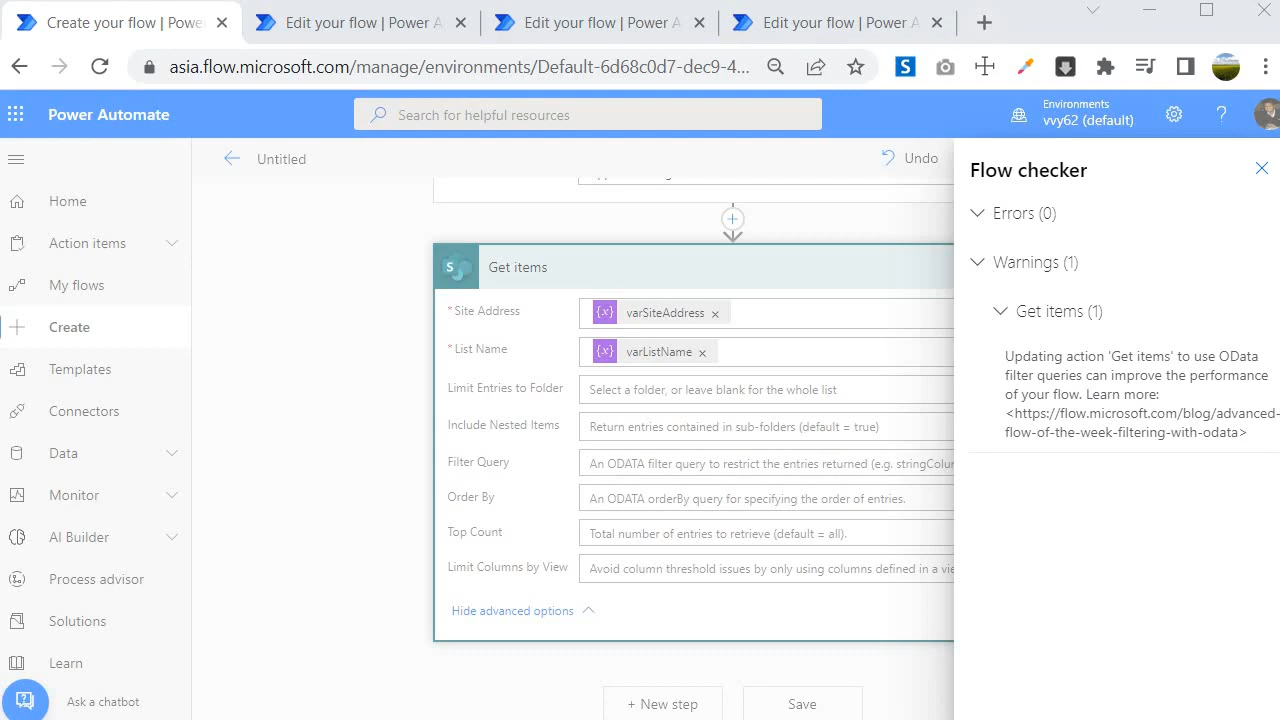 Create your flow | Powe
Edit your flow | Power A
Edit your flow | Power A
Edit your flow | Power A
asia.flow.microsoft.com/manage/environments/Default-6d68c0d7-dec9-4...
Power Automate
Search for helpful resources
Environments
vvy62 (default)
Home
Action items
My flows
Create
Templates
Connectors
Data
Monitor
AI Builder
Process advisor
Solutions
Learn
Ask a chatbot
Untitled
Undo
S
Get items
* Site Address
{x} varSiteAddress ×
* List Name
{x} varListName ×
Limit Entries to Folder
Select a folder, or leave blank for the whole list
Include Nested Items
Return entries contained in sub-folders (default = true)
Filter Query
An ODATA filter query to restrict the entries returned (e.g. stringColun
Order By
An ODATA orderBy query for specifying the order of entries.
Top Count
Total number of entries to retrieve (default = all).
Limit Columns by View
Avoid column threshold issues by only using columns defined in a vie
Hide advanced options
+ New step
Save
Flow checker
Errors (0)
Warnings (1)
Get items (1)
Updating action 'Get items' to use OData
filter queries can improve the performance
of your flow. Learn more:
<https://flow.microsoft.com/blog/advanced-
flow-of-the-week-filtering-with-odata>